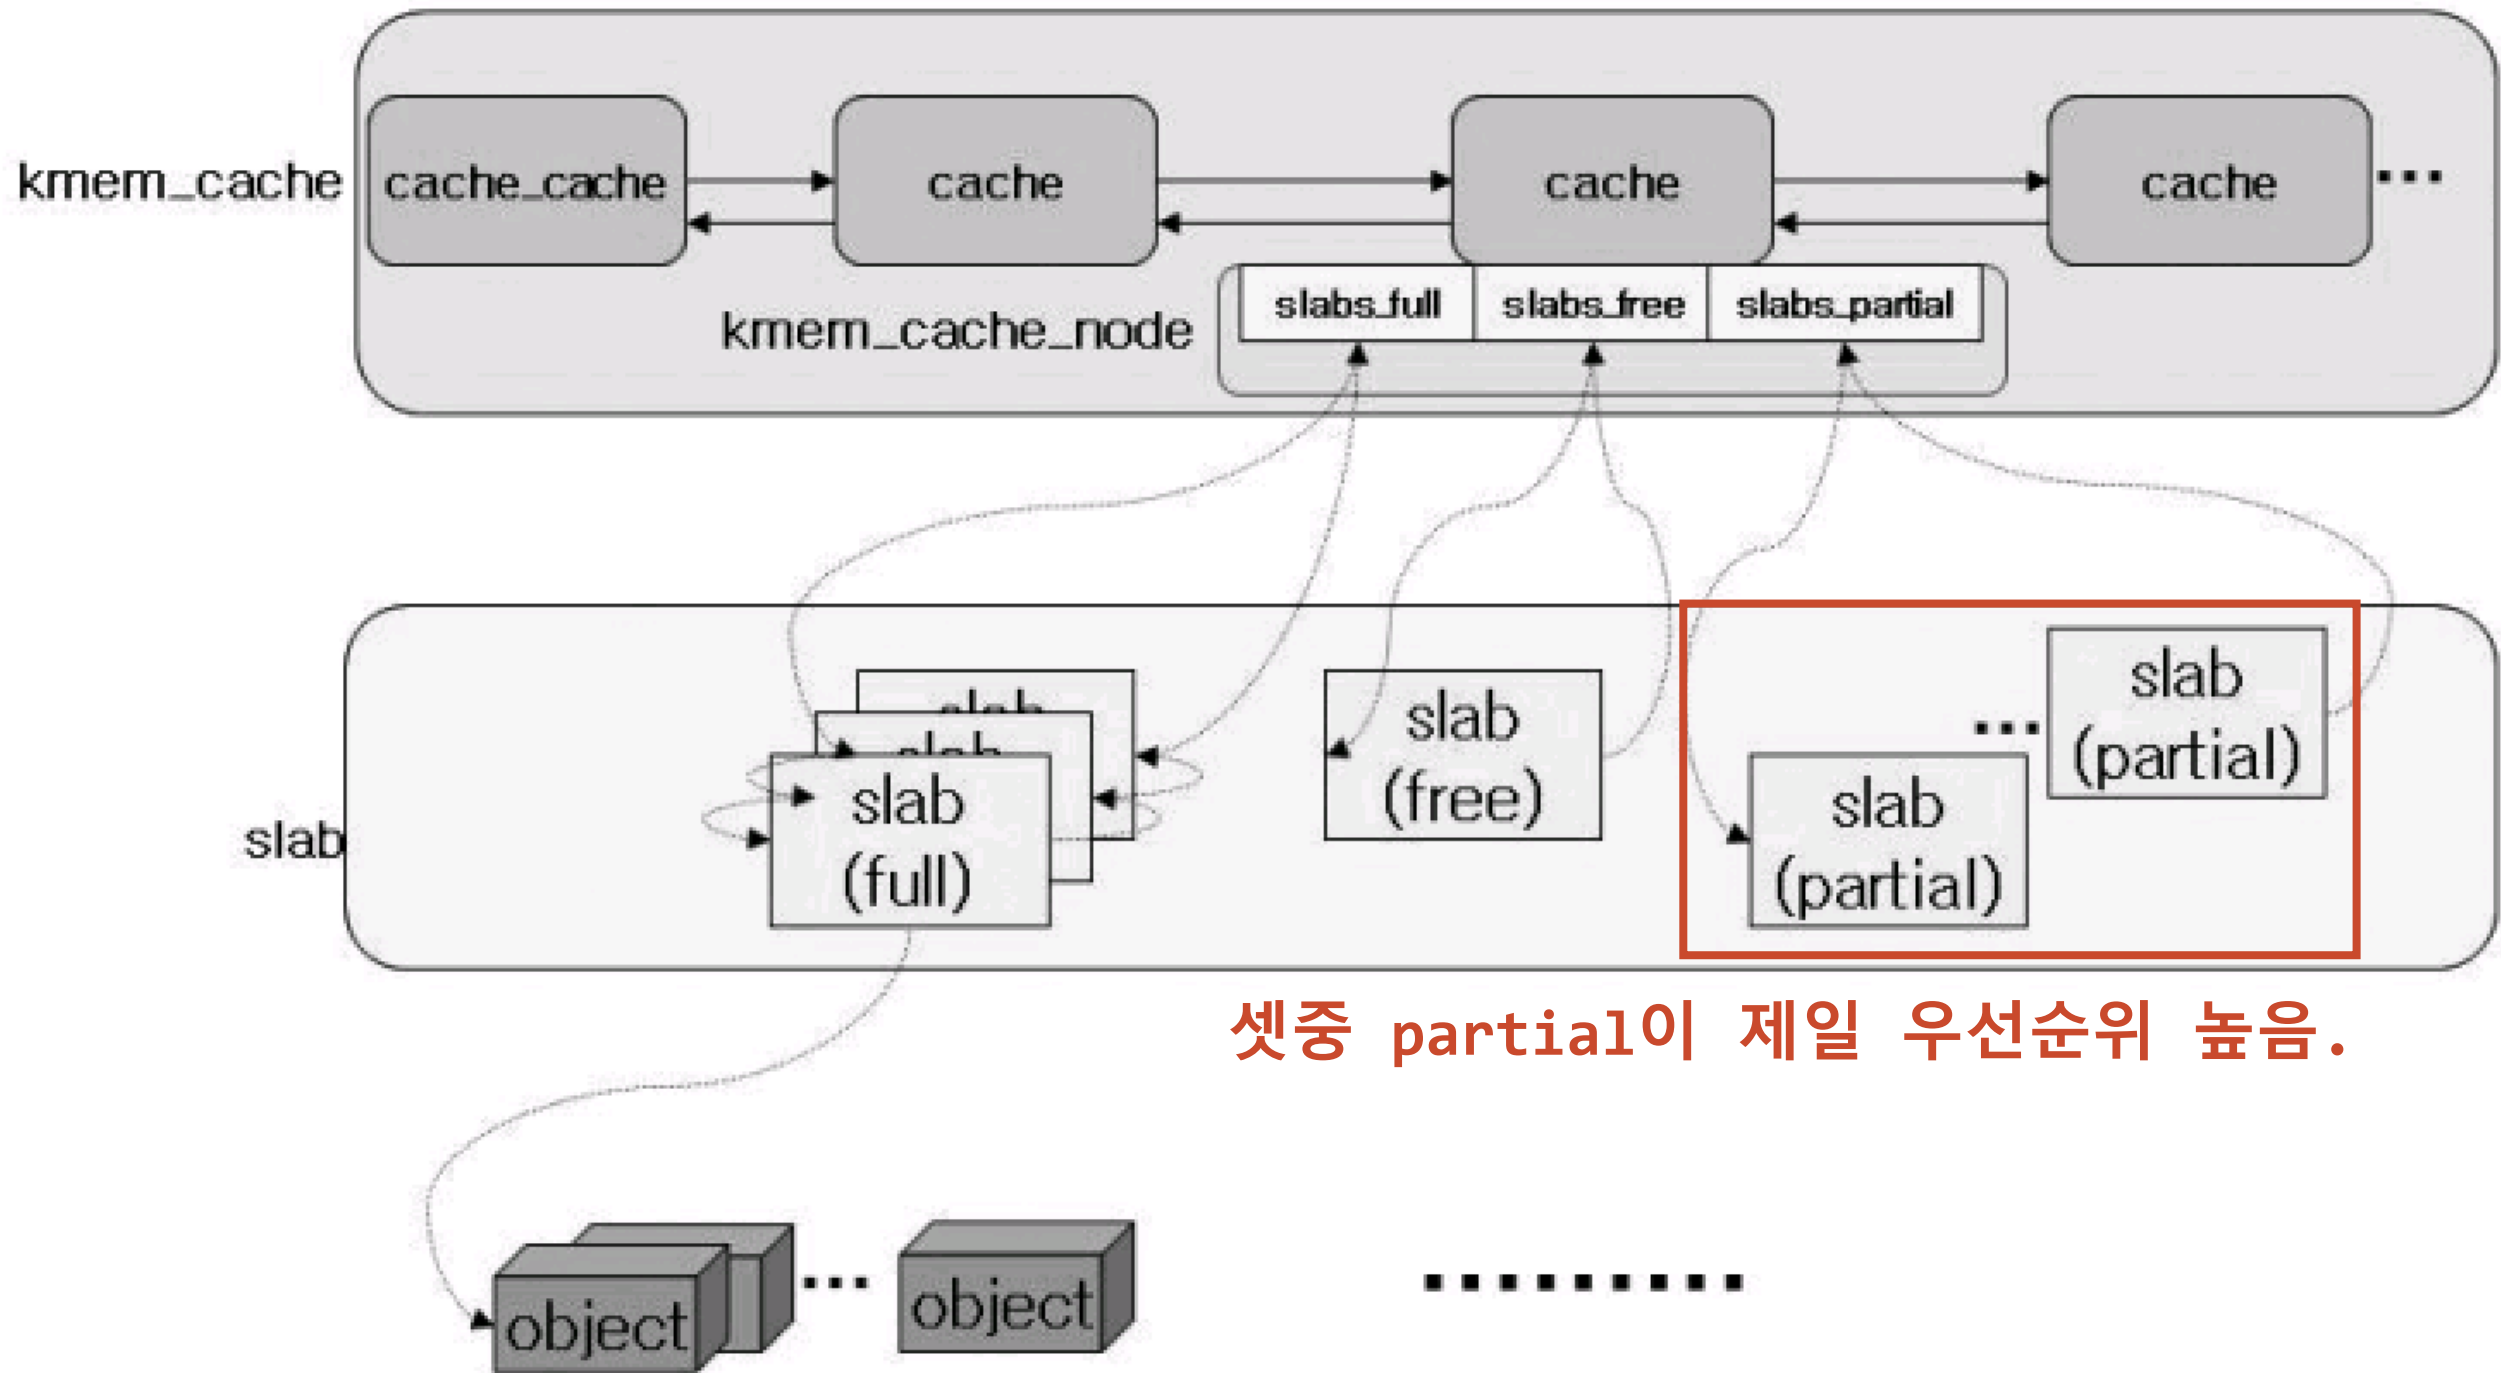 kmem_cache
cache_cache
cache
cache
cache
...
kmem_cache_node
slabs_full
slabs_free
slabs_partial
slab
slab
slab
slab
(full)
slab
(free)
slab
(partial)
...
slab
(partial)
셋중 partial이 제일 우선순위 높음.
object
...
object
.........